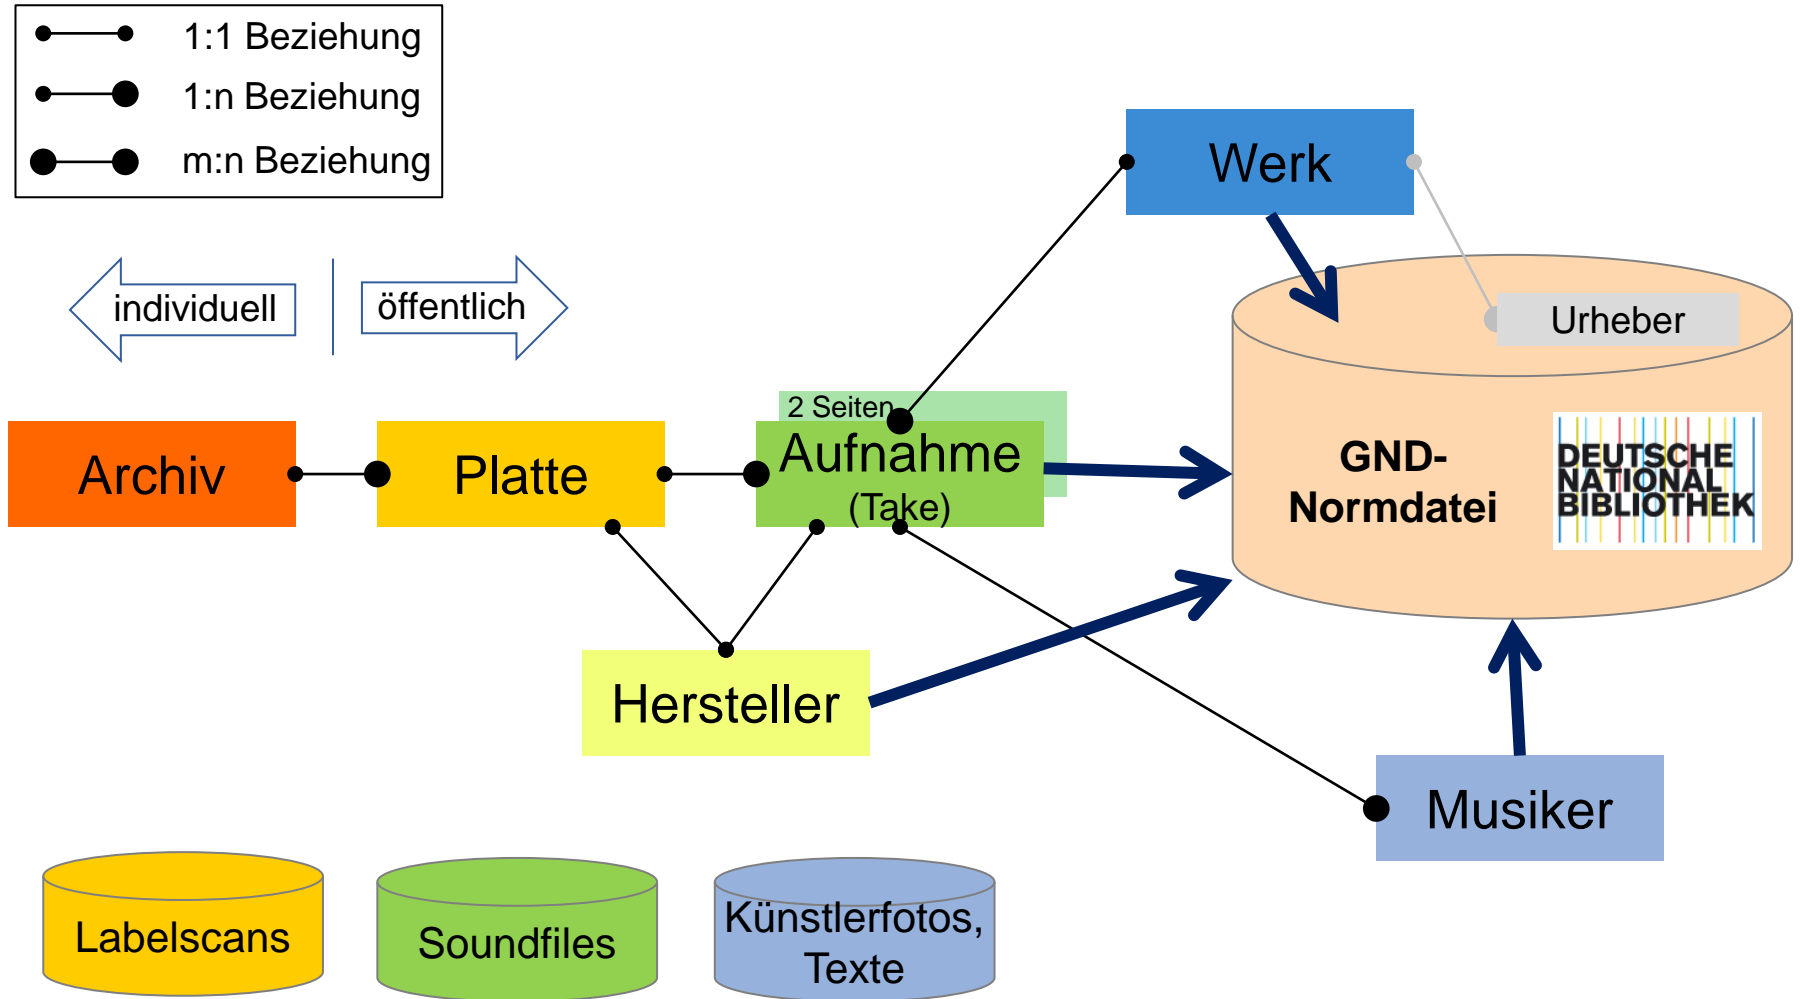 1:1 Beziehung
1:n Beziehung
m:n Beziehung
individuell
öffentlich
Werk
Urheber
Archiv
Platte
2 Seiten
Aufnahme
(Take)
GND-
Normdatei
DEUTSCHE
NATIONAL
BIBLIOTHEK
Hersteller
Musiker
Labelscans
Soundfiles
Künstlerfotos,
Texte